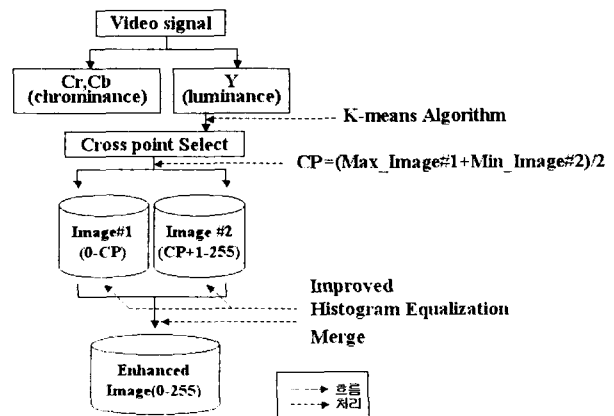 Video signal
Cr,Cb
(chrominance)
Y
(luminance)
K-means Algorithm
Cross point Select
CP=(Max_Image#1+Min_Image#2)/2
Image#1
(0-CP)
Image #2
(CP+1-255)
Improved
Histogram Equalization
Merge
Enhanced
Image(0-255)
흐름
처리